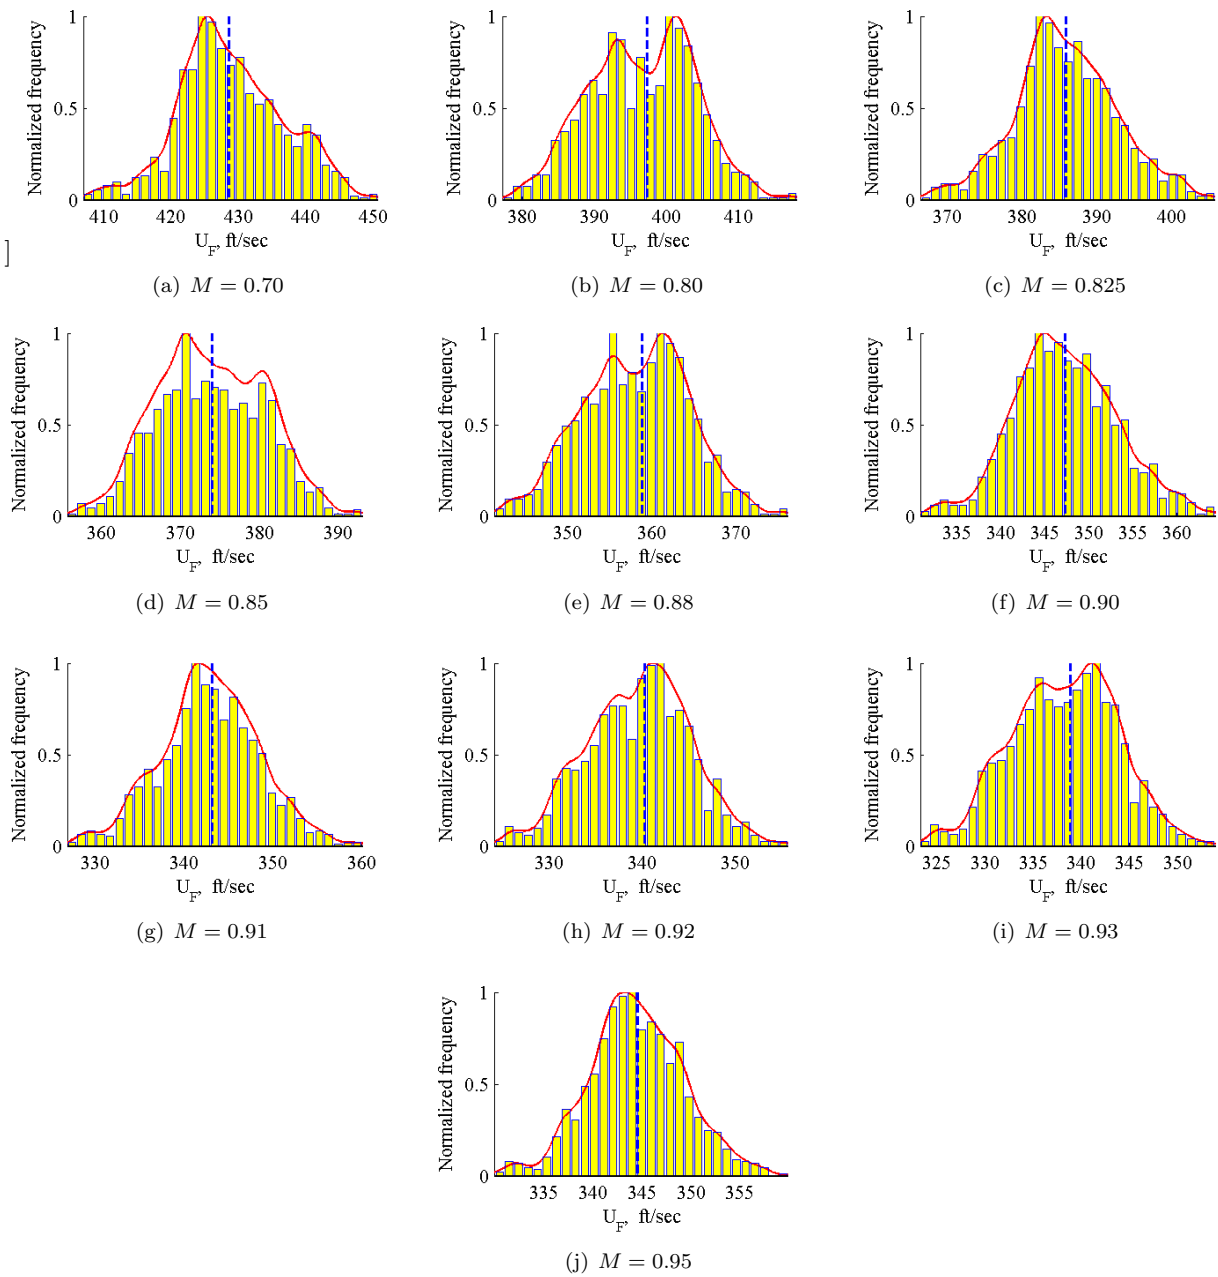 Normalized frequency
1
0.5
0
410 420 430 440 450
U_F, ft/sec
]
(a) M = 0.70
Normalized frequency
1
0.5
0
380 390 400 410
U_F, ft/sec
(b) M = 0.80
Normalized frequency
1
0.5
0
370 380 390 400
U_F, ft/sec
(c) M = 0.825
Normalized frequency
1
0.5
0
360 370 380 390
U_F, ft/sec
(d) M = 0.85
Normalized frequency
1
0.5
0
350 360 370
U_F, ft/sec
(e) M = 0.88
Normalized frequency
1
0.5
0
335 340 345 350 355 360
U_F, ft/sec
(f) M = 0.90
Normalized frequency
1
0.5
0
330 340 350 360
U_F, ft/sec
(g) M = 0.91
Normalized frequency
1
0.5
0
330 340 350
U_F, ft/sec
(h) M = 0.92
Normalized frequency
1
0.5
0
325 330 335 340 345 350
U_F, ft/sec
(i) M = 0.93
Normalized frequency
1
0.5
0
335 340 345 350 355
U_F, ft/sec
(j) M = 0.95